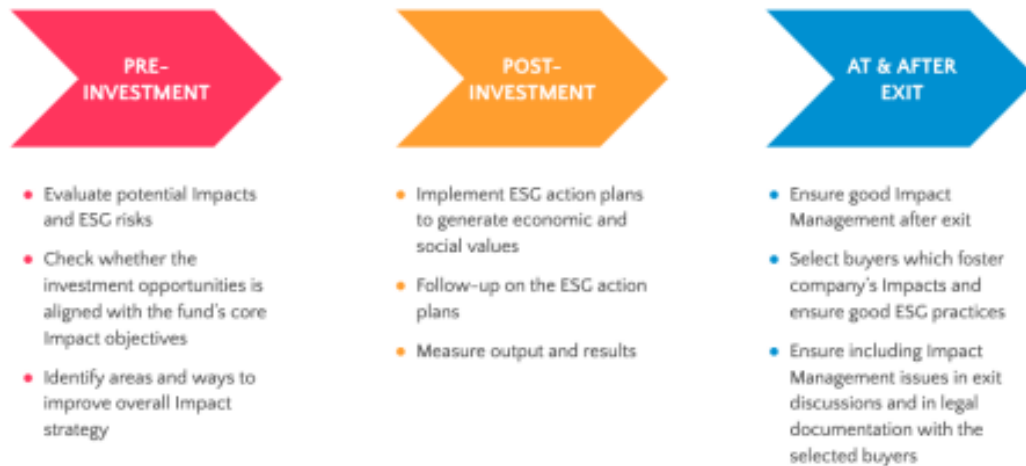 PRE-
INVESTMENT
Evaluate potential Impacts
and ESG risks
Check whether the
investment opportunities is
aligned with the fund's core
Impact objectives
Identify areas and ways to
improve overall Impact
strategy
POST-
INVESTMENT
Implement ESG action plans
to generate economic and
social values
Follow-up on the ESG action
plans
Measure output and results
AT & AFTER
EXIT
Ensure good Impact
Management after exit
Select buyers which foster
company's Impacts and
ensure good ESG practices
Ensure including Impact
Management issues in exit
discussions and in legal
documentation with the
selected buyers